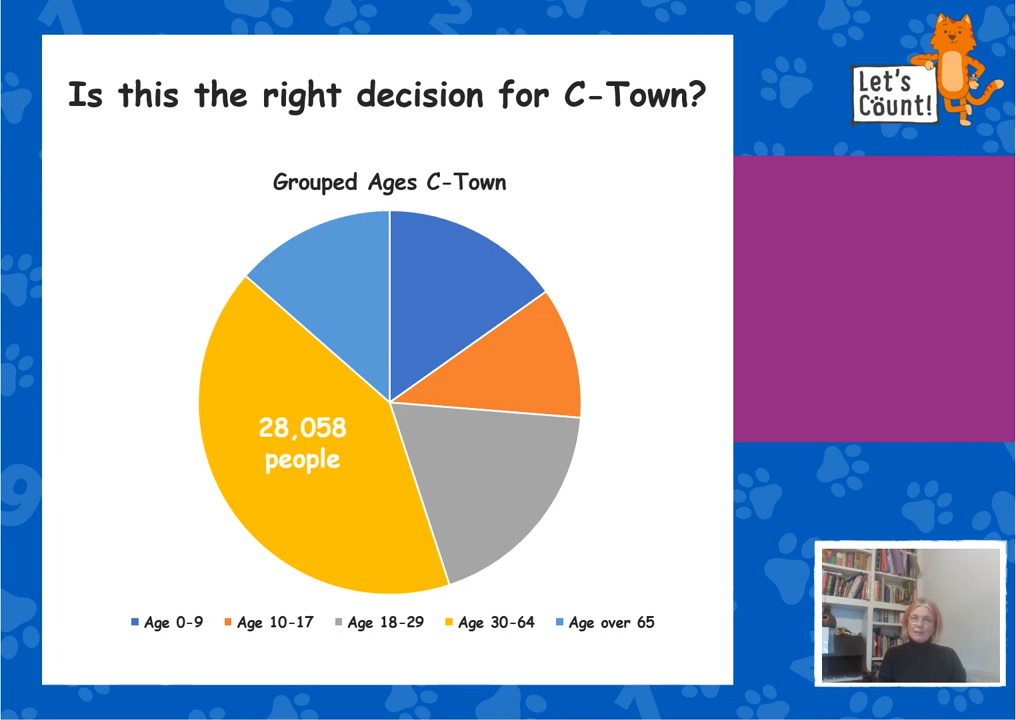 Is this the right decision for C-Town?
Let's
Count!
Grouped Ages C-Town
28,058
people
Age 0-9 Age 10-17 Age 18-29 Age 30-64 Age over 65